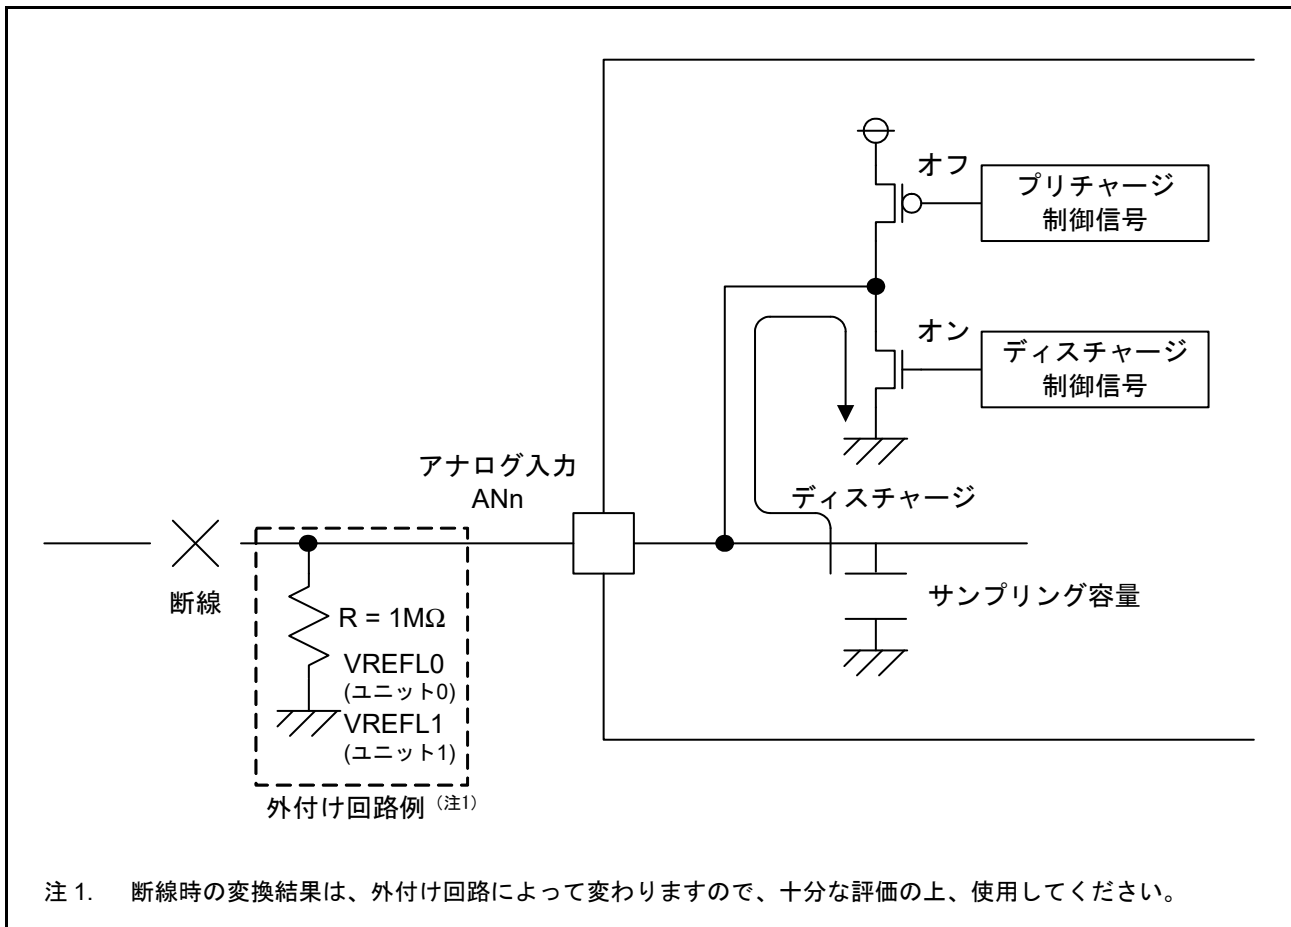 オフ
プリチャージ
制御信号
オン
ディスチャージ
制御信号
アナログ入力
ANn
ディスチャージ
断線
R = 1MΩ
サンプリング容量
VREFL0
(ユニット0)
VREFL1
(ユニット1)
外付け回路例（注1）
注 1. 断線時の変換結果は、外付け回路によって変わりますので、十分な評価の上、使用してください。